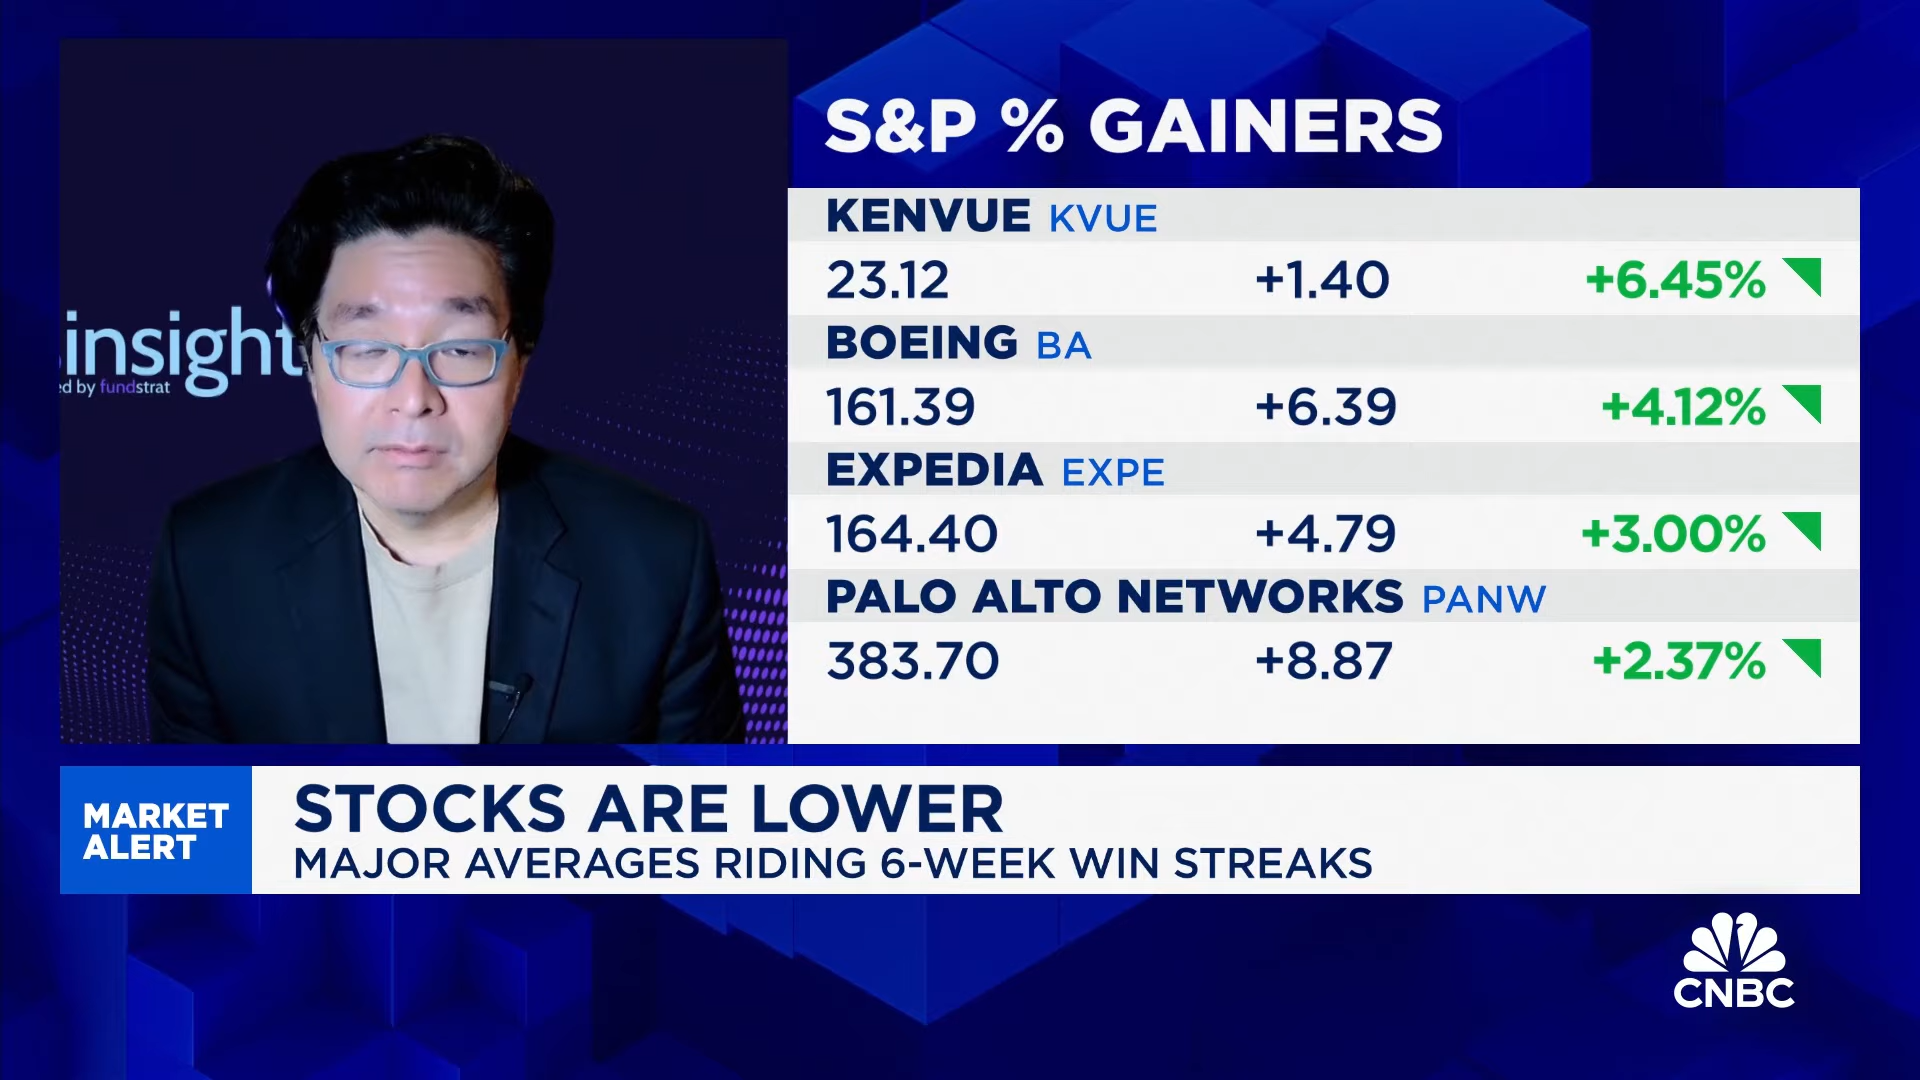 insight
ed by fundstrat
S&P % GAINERS
KENVUE KVUE
23.12 +1.40 +6.45%
BOEING BA
161.39 +6.39 +4.12%
EXPEDIA EXPE
164.40 +4.79 +3.00%
PALO ALTO NETWORKS PANW
383.70 +8.87 +2.37%
MARKET
ALERT
STOCKS ARE LOWER
MAJOR AVERAGES RIDING 6-WEEK WIN STREAKS
CNBC